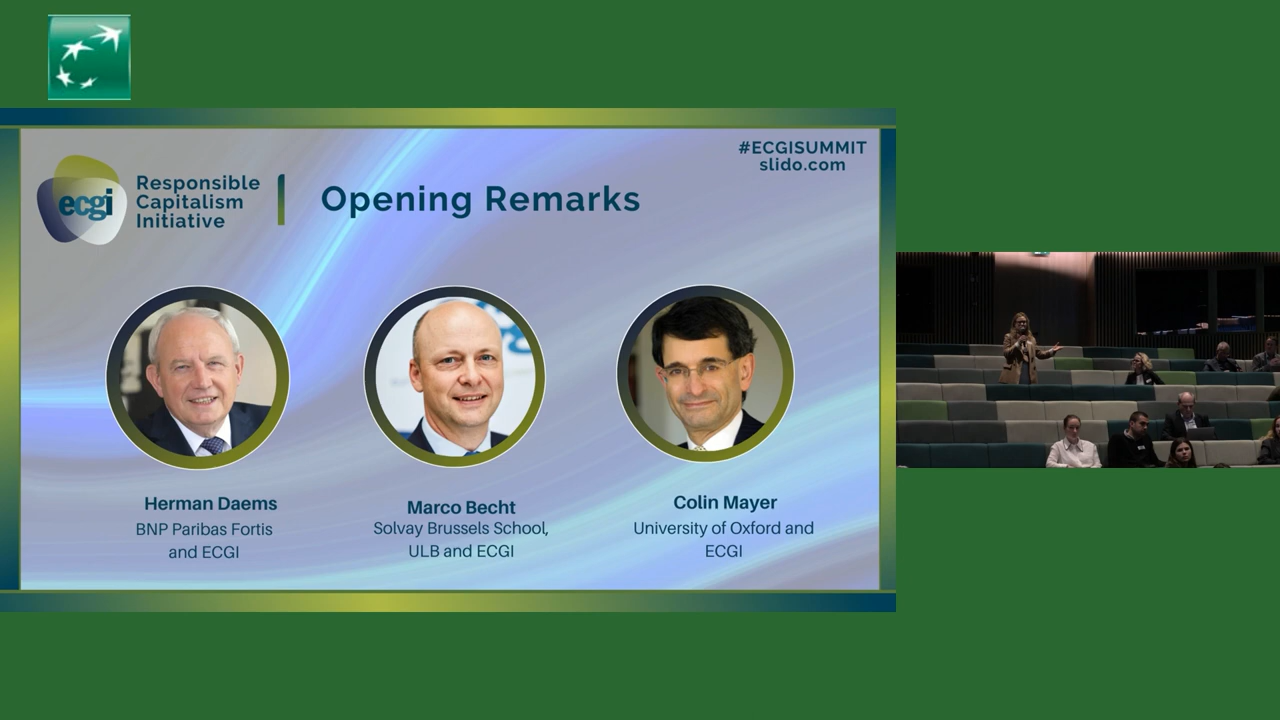 #ECGISUMMIT
slido.com
ecgi
Responsible
Capitalism
Initiative
Opening Remarks
Herman Daems
BNP Paribas Fortis
and ECGI
Marco Becht
Solvay Brussels School,
ULB and ECGI
Colin Mayer
University of Oxford and
ECGI